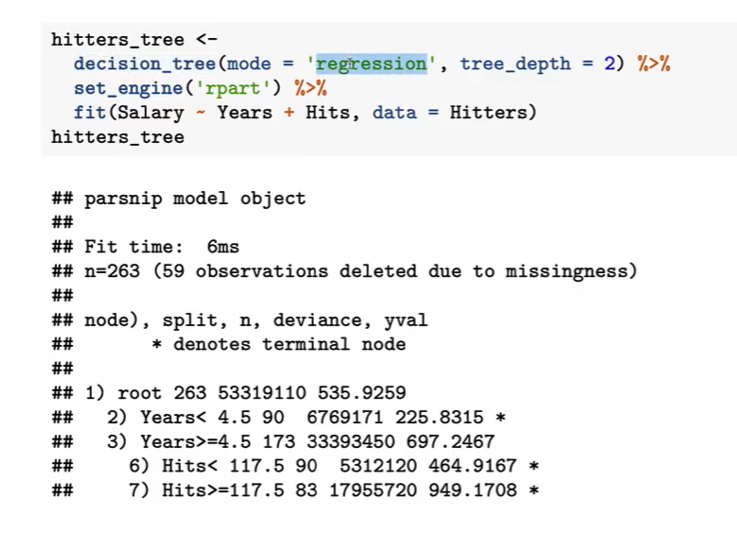 hitters_tree <-
  decision_tree(mode = 'regression', tree_depth = 2) %>%
  set_engine('rpart') %>%
  fit(Salary ~ Years + Hits, data = Hitters)
hitters_tree
## parsnip model object
##
## Fit time:  6ms
## n=263 (59 observations deleted due to missingness)
##
## node), split, n, deviance, yval
##       * denotes terminal node
##
## 1) root 263 53319110 535.9259
##   2) Years< 4.5 90  6769171 225.8315 *
##   3) Years>=4.5 173 33393450 697.2467
##     6) Hits< 117.5 90  5312120 464.9167 *
##     7) Hits>=117.5 83 17955720 949.1708 *